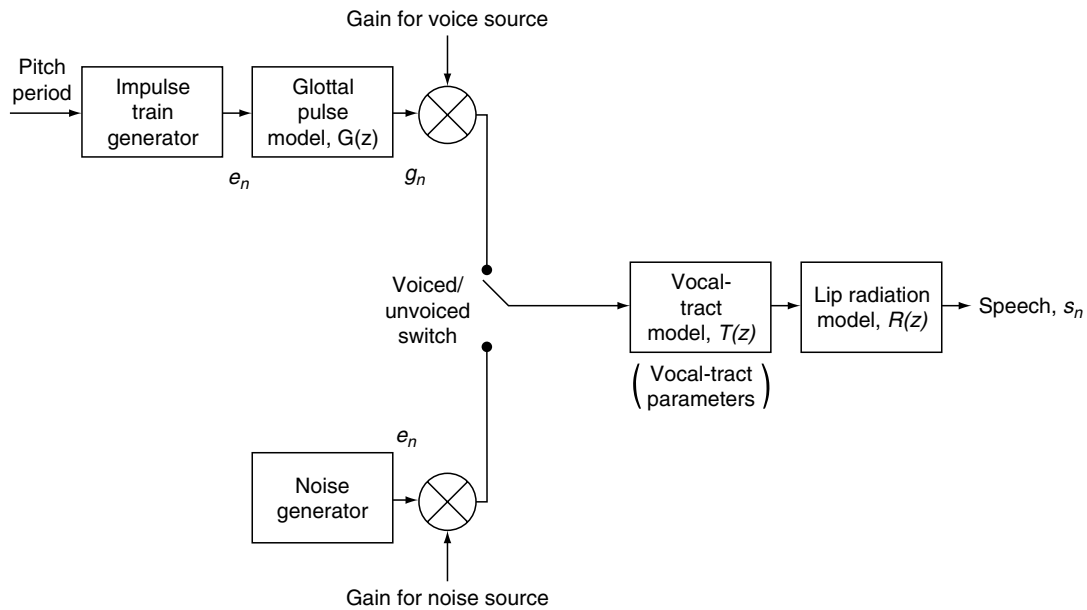 Gain for voice source
Pitch
period
Impulse
train
generator
Glottal
pulse
model, G(z)
e_n
g_n
Voiced/
unvoiced
switch
Vocal-
tract
model, T(z)
Lip radiation
model, R(z)
Speech, s_n
(Vocal-tract
parameters)
e_n
Noise
generator
Gain for noise source